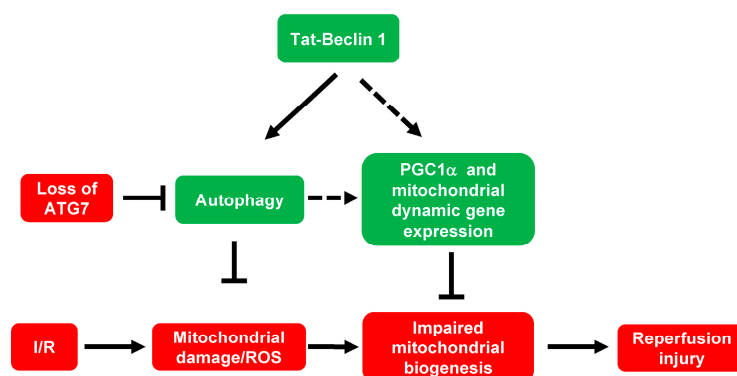 Tat-Beclin 1
Loss of
ATG7
Autophagy
PGC1α and
mitochondrial
dynamic gene
expression
I/R
Mitochondrial
damage/ROS
Impaired
mitochondrial
biogenesis
Reperfusion
injury